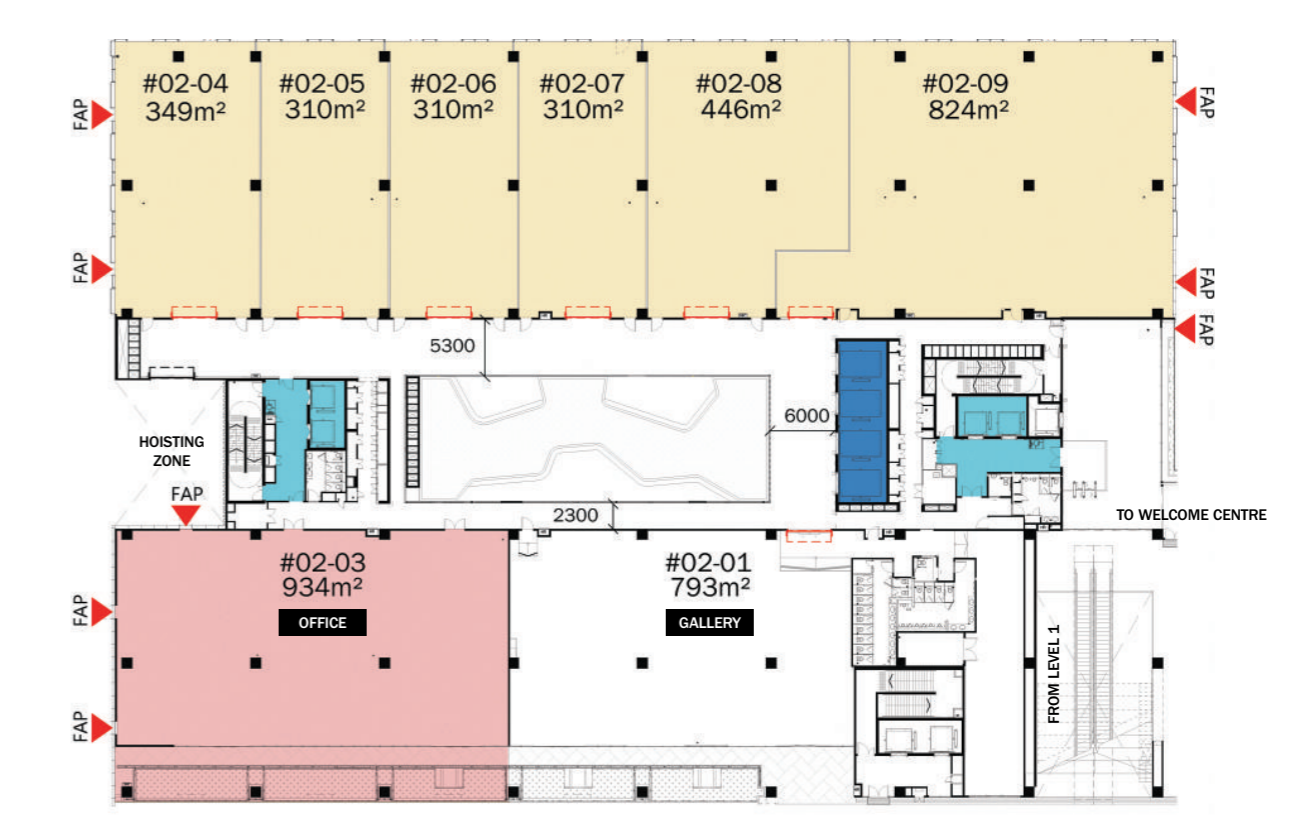 #02-04
349m²
#02-05
310m²
#02-06
310m²
#02-07
310m²
#02-08
446m²
#02-09
824m²
FAP
FAP
FAP
FAP
FAP
5300
6000
HOISTING
ZONE
FAP
2300
TO WELCOME CENTRE
#02-03
934m²
OFFICE
#02-01
793m²
GALLERY
FAP
FAP
FROM LEVEL 1